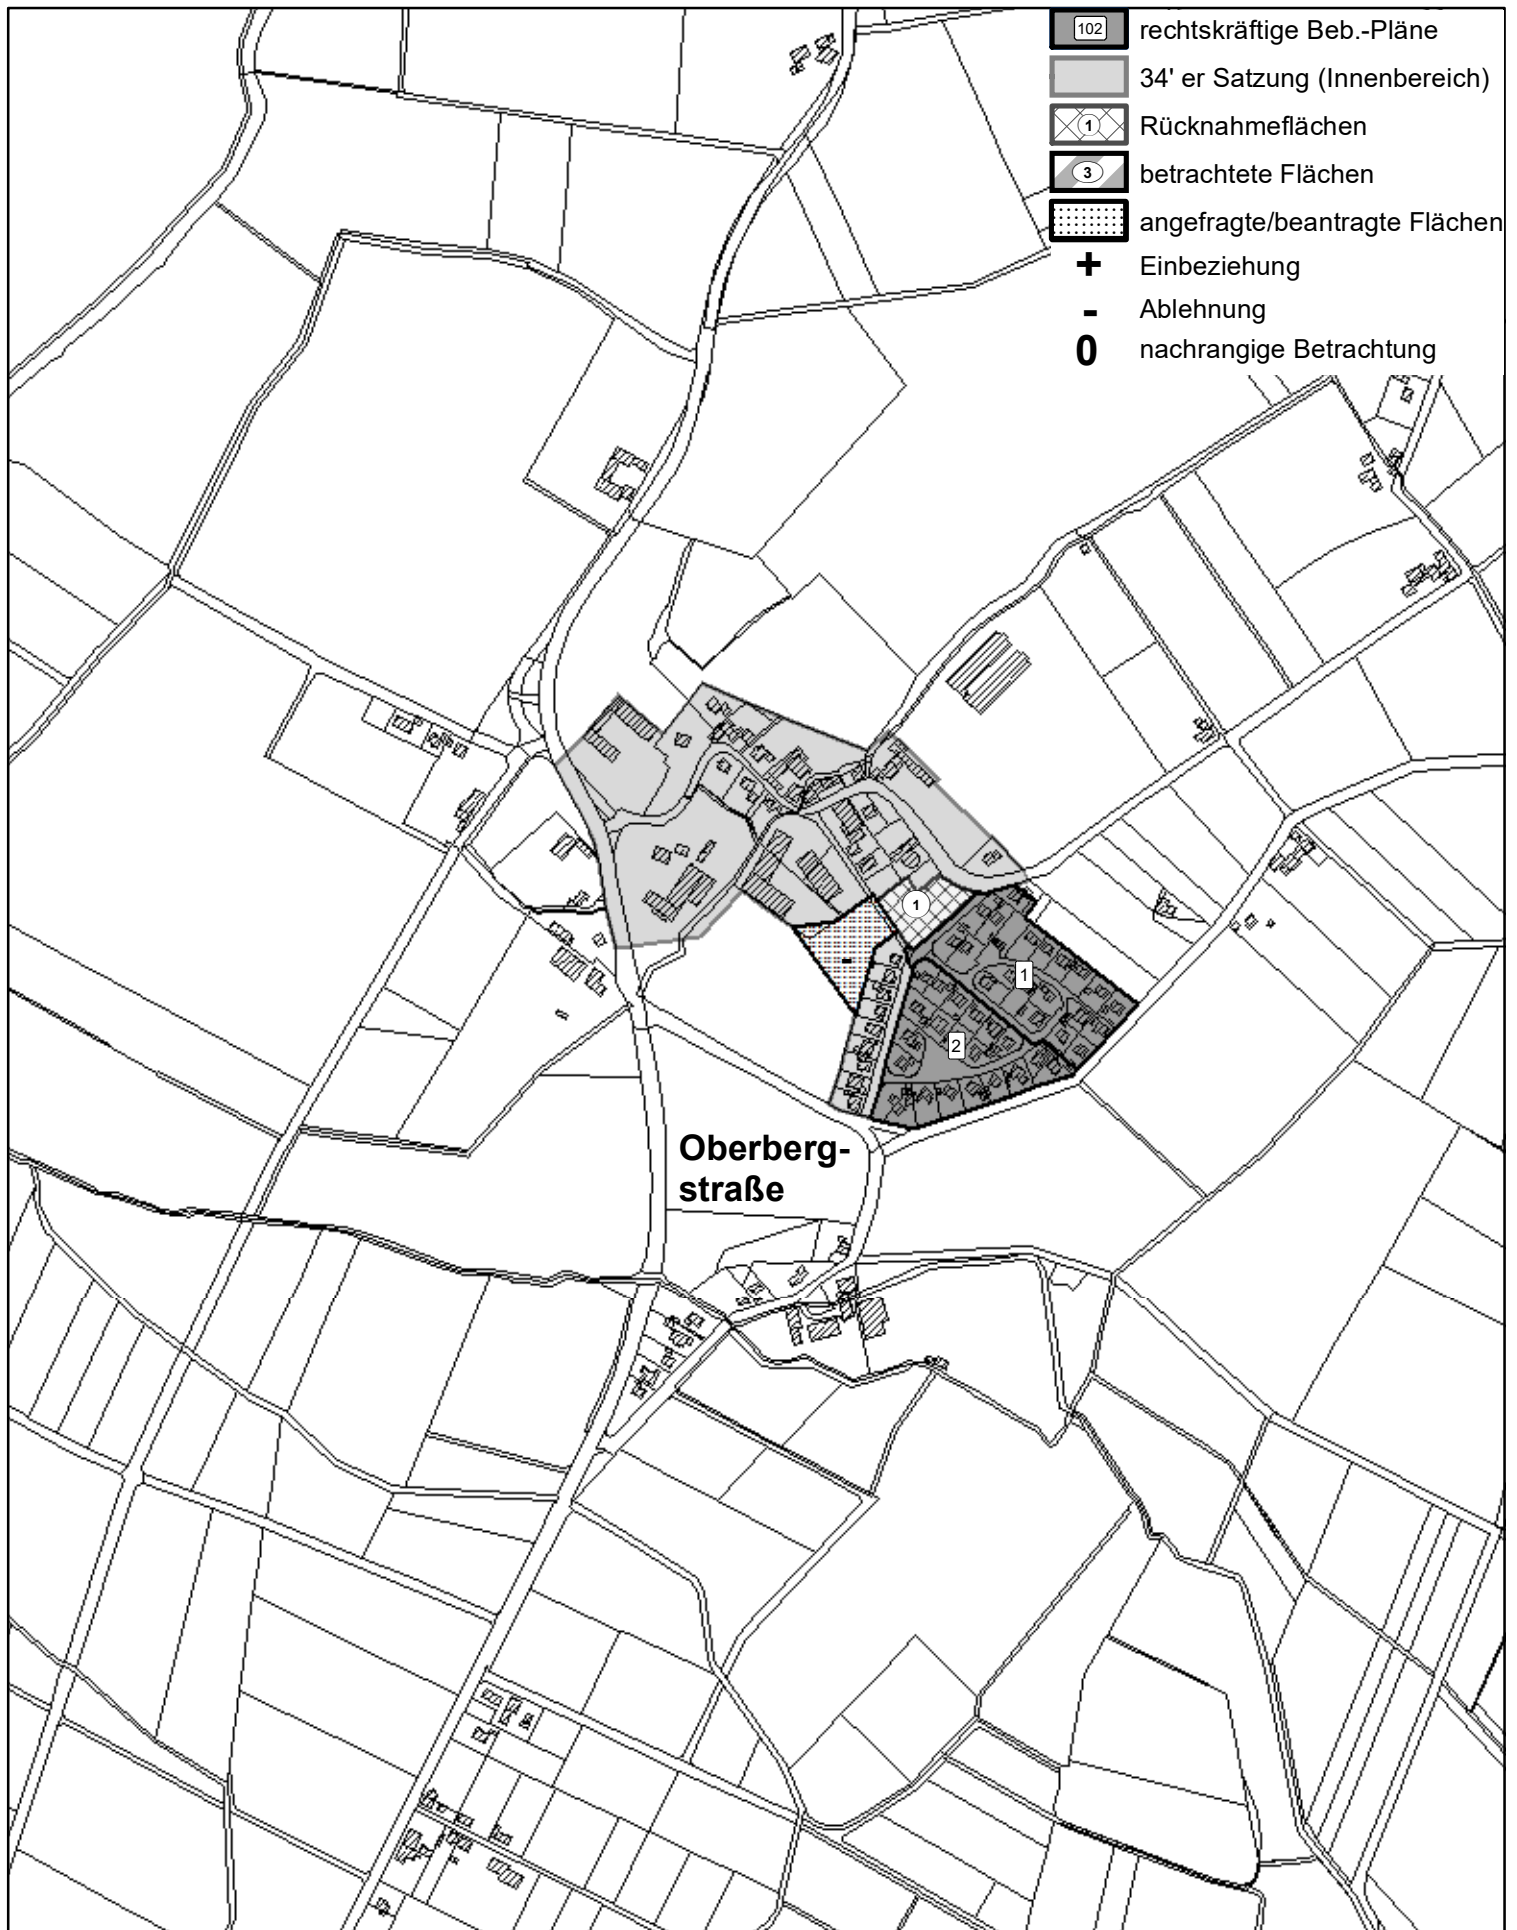 102 rechtskräftige Beb.-Pläne
34' er Satzung (Innenbereich)
1 Rücknahmeflächen
3 betrachtete Flächen
angefragte/beantragte Flächen
+ Einbeziehung
- Ablehnung
0 nachrangige Betrachtung
1
-
1
2
Oberberg-
straße